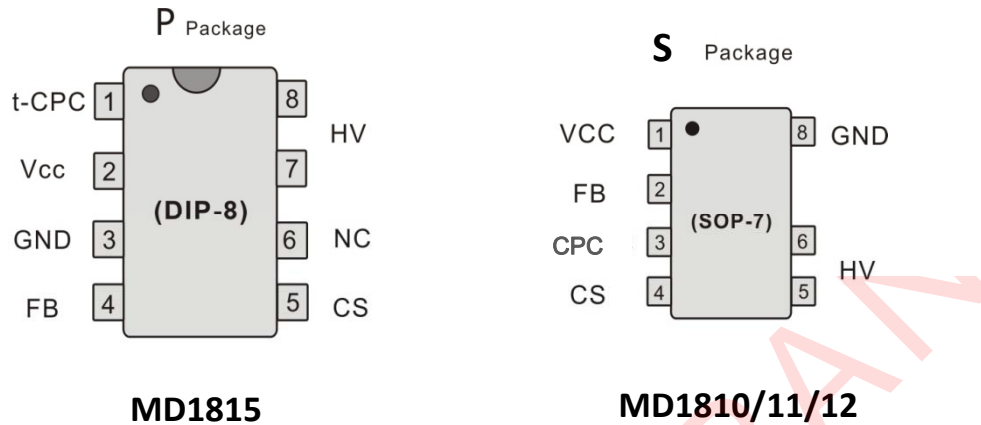 P Package
t-CPC 1 8
HV
Vcc 2 7
(DIP-8)
GND 3 6 NC
FB 4 5 CS
MD1815
S Package
VCC 1 8 GND
FB 2
(SOP-7)
CPC 3 6
HV
CS 4 5
MD1810/11/12